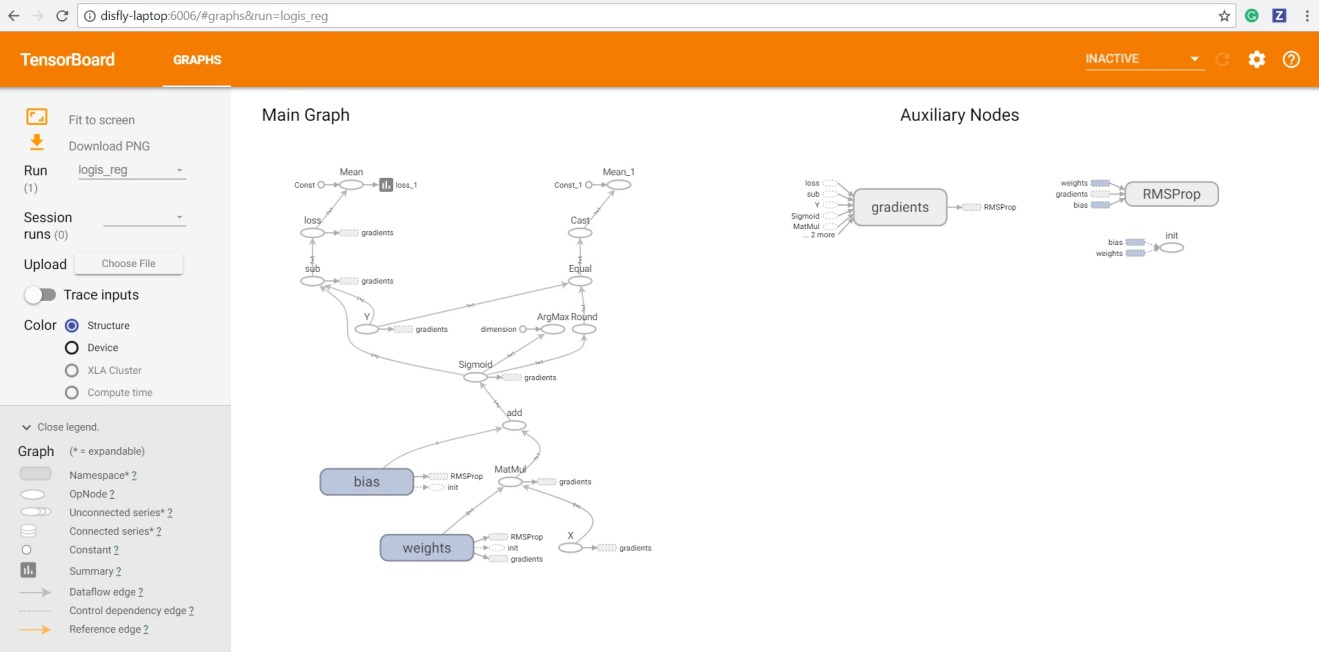 disfly-laptop:6006/#graphs&run=logis_reg
TensorBoard GRAPHS INACTIVE
Fit to screen
Download PNG
Run (1) logis_reg
Session runs (0)
Upload Choose File
Trace inputs
Color Structure
Device
XLA Cluster
Compute time
Close legend.
Graph (* = expandable)
Namespace* ?
OpNode ?
Unconnected series* ?
Connected series* ?
Constant ?
Summary ?
Dataflow edge ?
Control dependency edge ?
Reference edge ?
Main Graph
Mean
Const
loss_1
Mean_1
Const_1
loss
gradients
Cast
sub
gradients
Equal
Y
gradients
dimension
ArgMax
Round
Sigmoid
gradients
add
bias
RMSProp
init
MatMul
gradients
weights
RMSProp
init
gradients
X
gradients
Auxiliary Nodes
loss
sub
Y
Sigmoid
MatMul
... 2 more
gradients
RMSProp
weights
gradients
bias
RMSProp
init
bias
weights